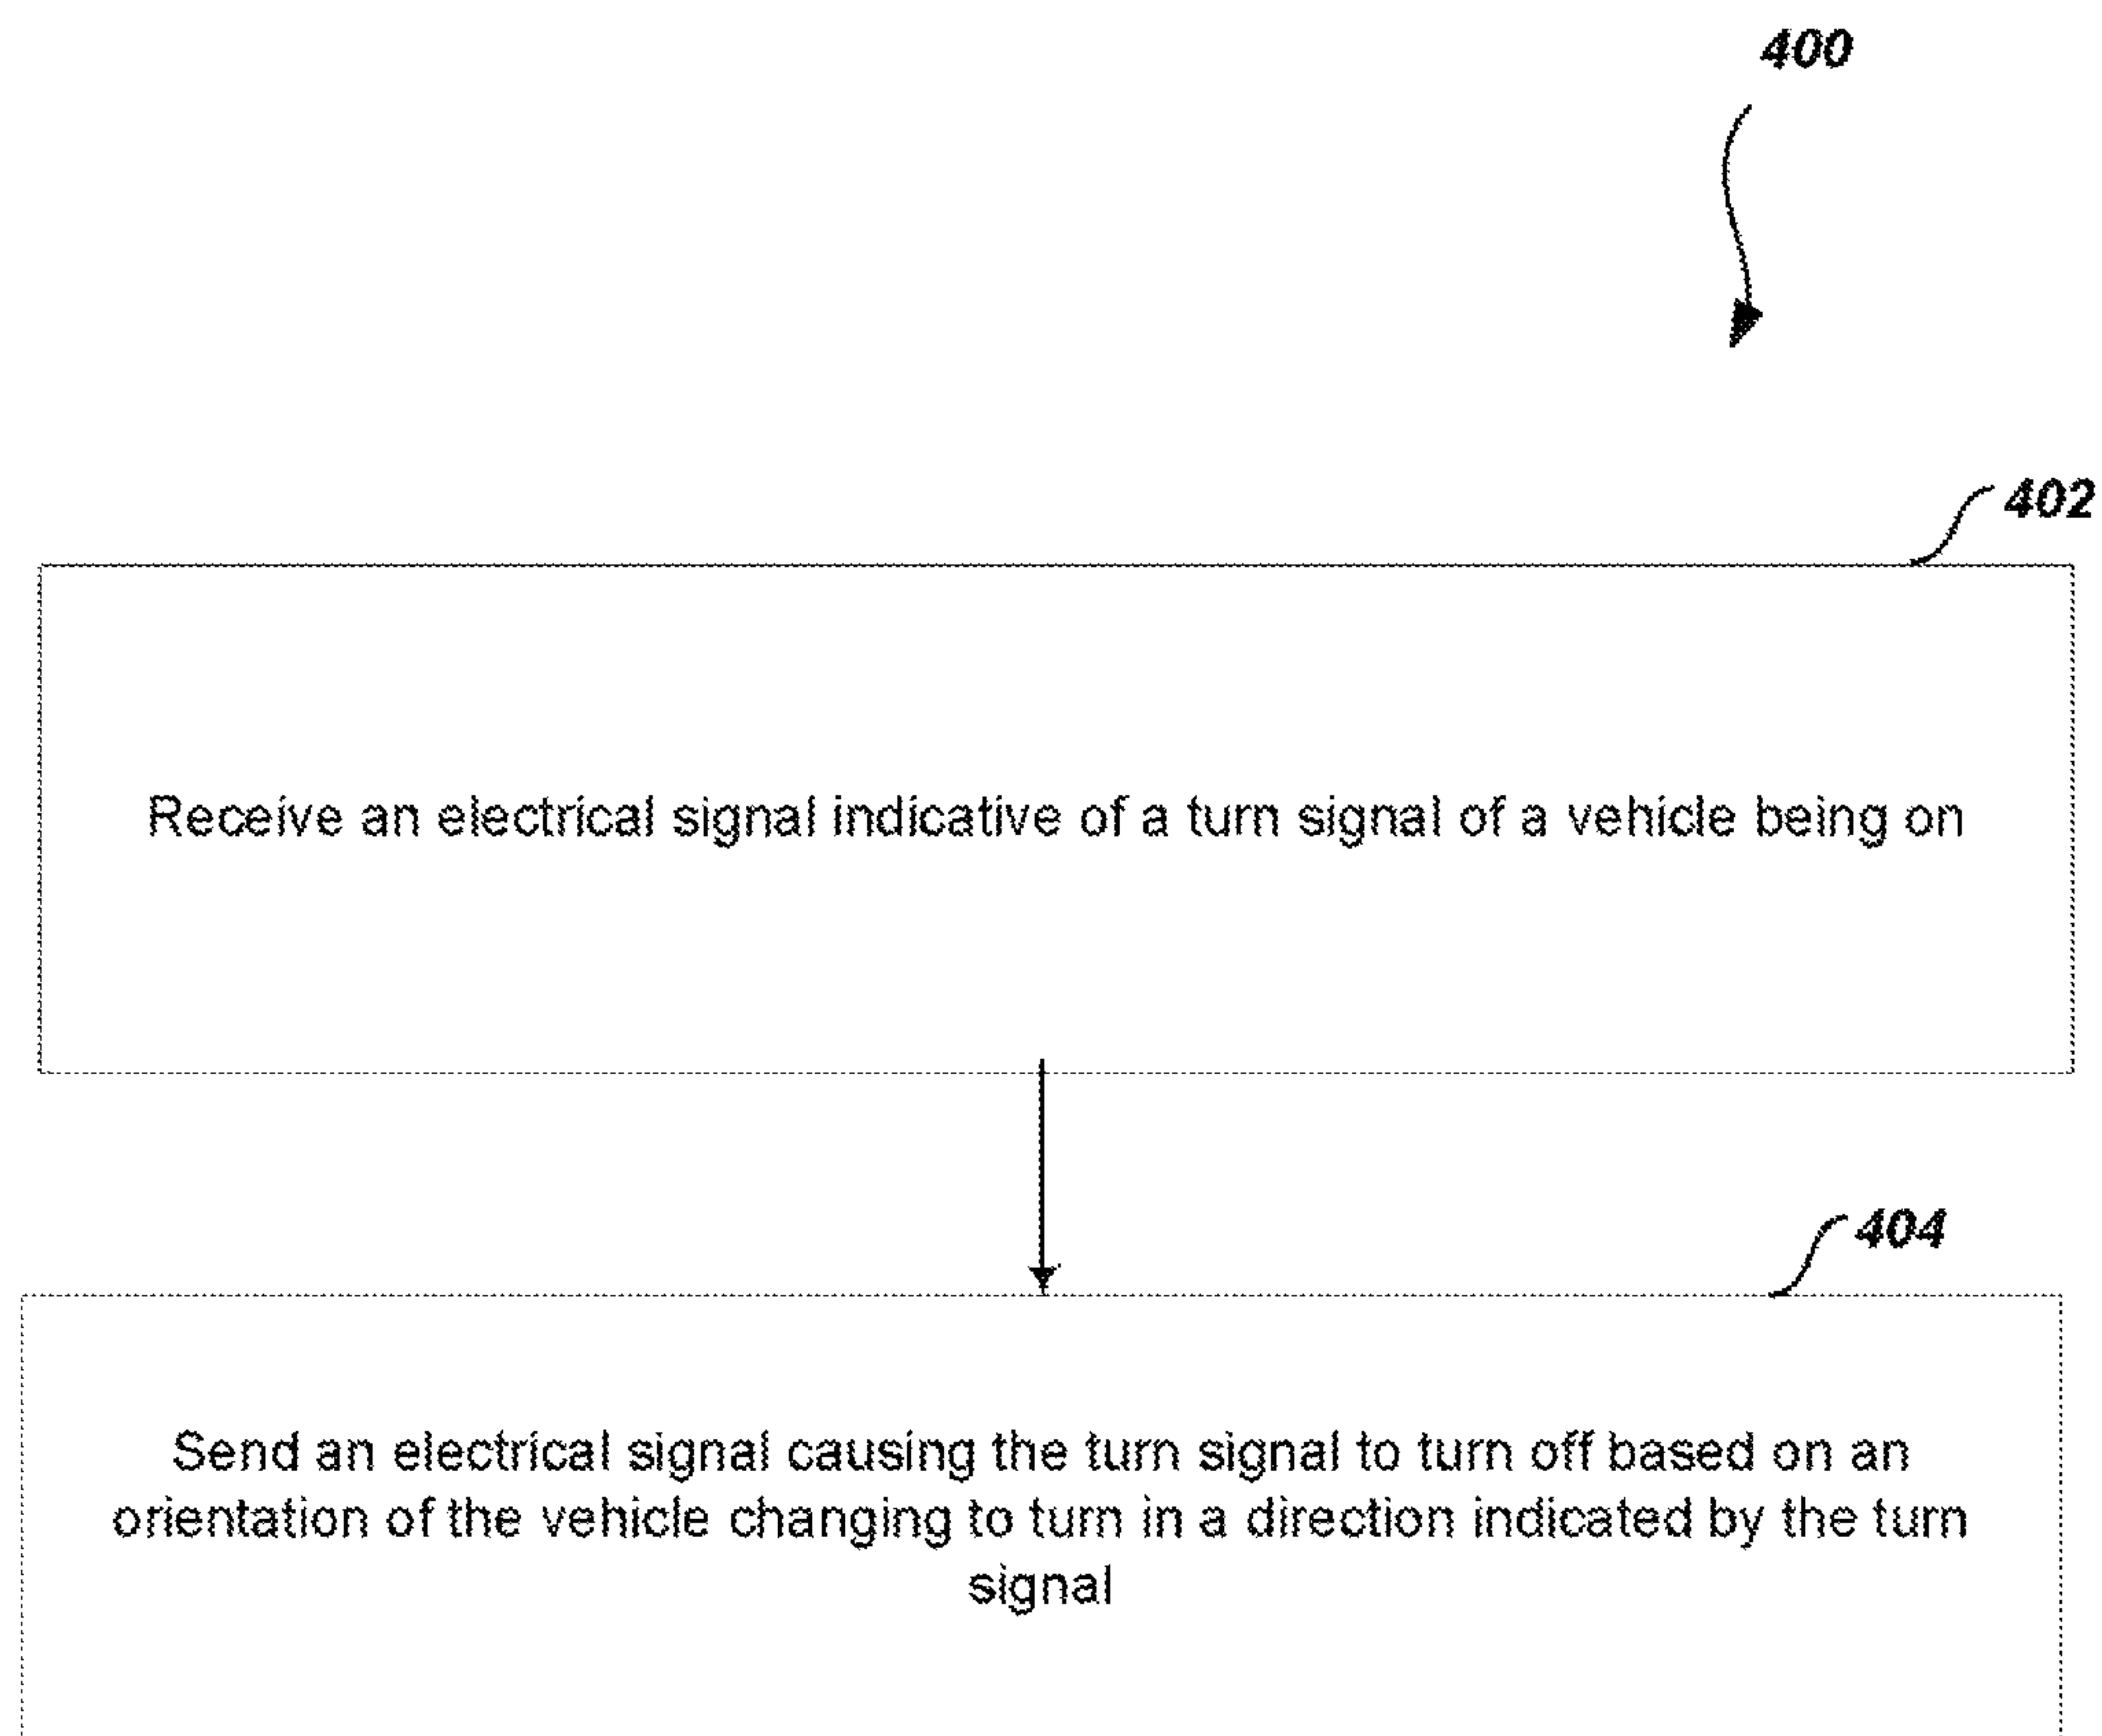 400
402
Receive an electrical signal indicative of a turn signal of a vehicle being on
404
Send an electrical signal causing the turn signal to turn off based on an
orientation of the vehicle changing to turn in a direction indicated by the turn
signal